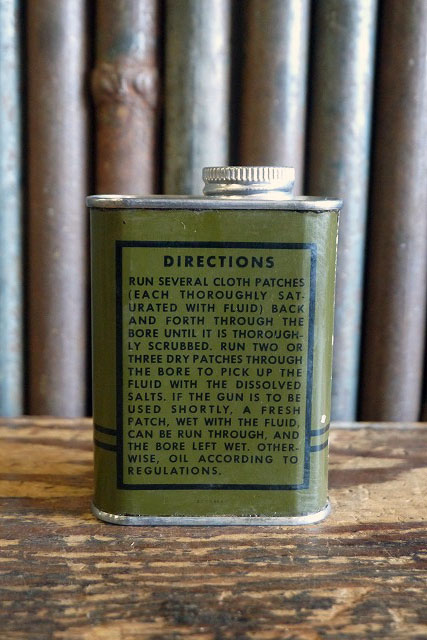 DIRECTIONS
RUN SEVERAL CLOTH PATCHES
(EACH THOROUGHLY SAT-
URATED WITH FLUID) BACK
AND FORTH THROUGH THE
BORE UNTIL IT IS THOROUGH-
LY SCRUBBED. RUN TWO OR
THREE DRY PATCHES THROUGH
THE BORE TO PICK UP THE
FLUID WITH THE DISSOLVED
SALTS. IF THE GUN IS TO BE
USED SHORTLY, A FRESH
PATCH, WET WITH THE FLUID,
CAN BE RUN THROUGH, AND
THE BORE LEFT WET. OTHER-
WISE, OIL ACCORDING TO
REGULATIONS.